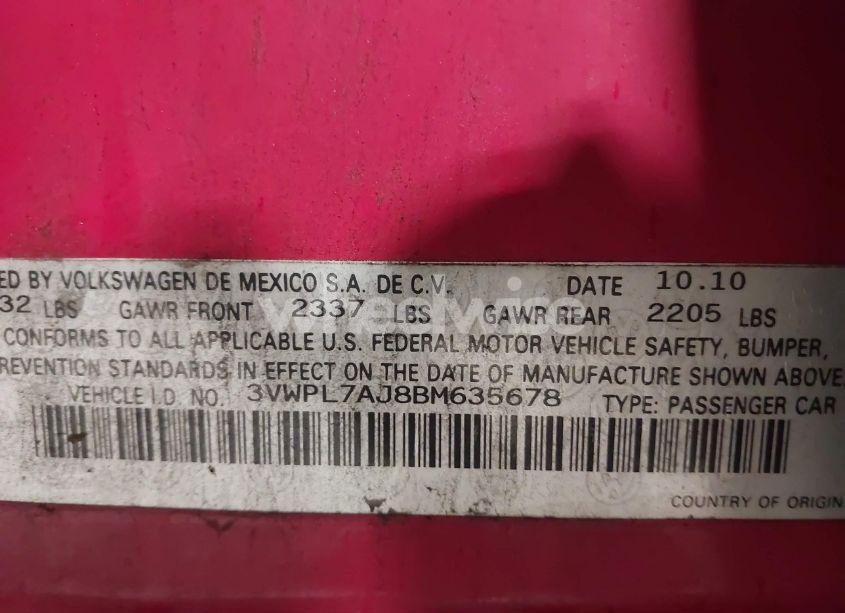 ED BY VOLKSWAGEN DE MEXICO S.A. DE C.V. DATE 10.10
32 LBS GAWR FRONT 2337 LBS GAWR REAR 2205 LBS
CONFORMS TO ALL APPLICABLE U.S. FEDERAL MOTOR VEHICLE SAFETY, BUMPER,
REVENTION STANDARDS IN EFFECT ON THE DATE OF MANUFACTURE SHOWN ABOVE.
VEHICLE I.D. NO. 3VWPL7AJ8BM635678 TYPE: PASSENGER CAR
COUNTRY OF ORIGIN